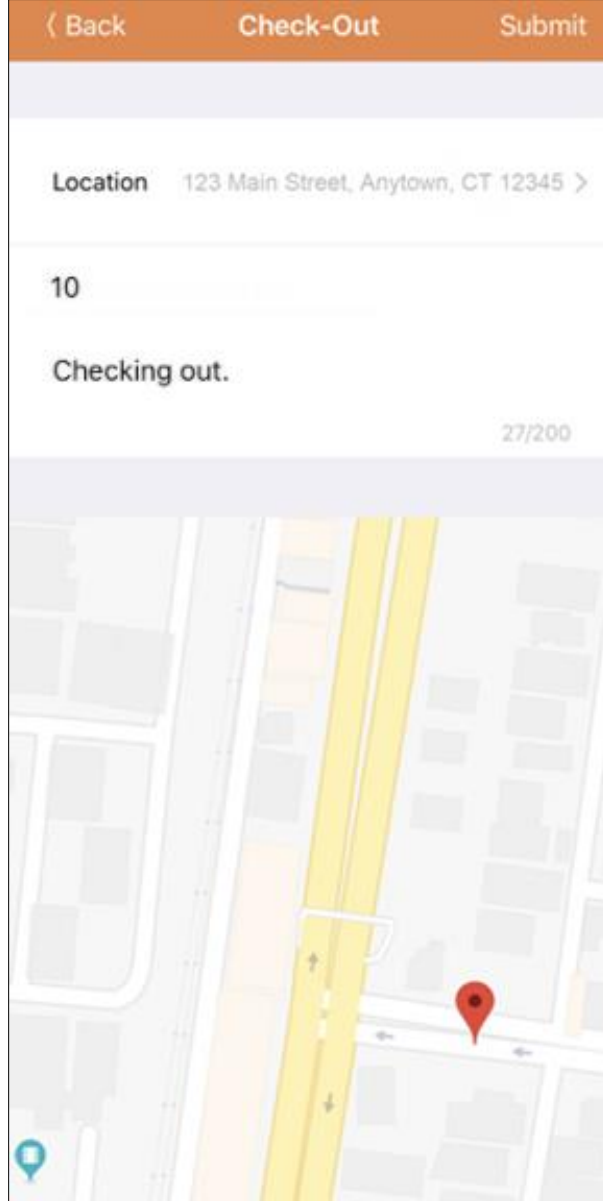 Back
Check-Out
Submit
Location 123 Main Street, Anytown, CT 12345
10
Checking out.
27/200